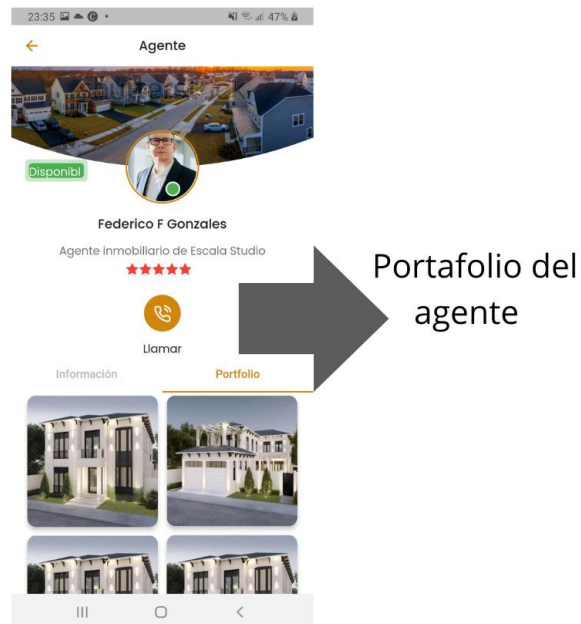 23:35
47%
Agente
Disponibl
Federico F Gonzales
Agente inmobiliario de Escala Studio
Llamar
Información Portfolio
Portafolio del
agente